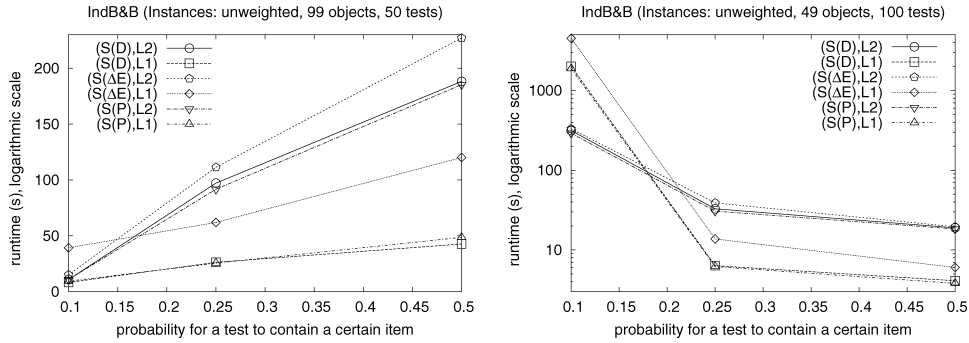 IndB&B (Instances: unweighted, 99 objects, 50 tests)
runtime (s), logarithmic scale
200
150
100
50
0
(S(D),L2)
(S(D),L1)
(S(ΔE),L2)
(S(ΔE),L1)
(S(P),L2)
(S(P),L1)
0.1 0.15 0.2 0.25 0.3 0.35 0.4 0.45 0.5
probability for a test to contain a certain item
IndB&B (Instances: unweighted, 49 objects, 100 tests)
runtime (s), logarithmic scale
1000
100
10
(S(D),L2)
(S(D),L1)
(S(ΔE),L2)
(S(ΔE),L1)
(S(P),L2)
(S(P),L1)
0.1 0.15 0.2 0.25 0.3 0.35 0.4 0.45 0.5
probability for a test to contain a certain item